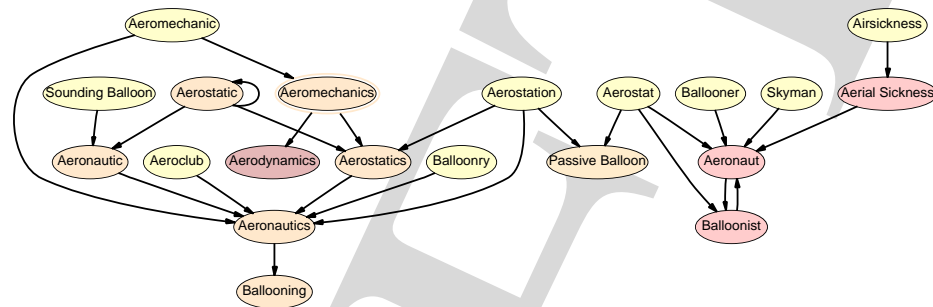 Aeromechanic
Airsickness
Sounding Balloon
Aerostatic
Aeromechanics
Aerostation
Aerostat
Ballooner
Skyman
Aerial Sickness
Aeronautic
Aeroclub
Aerodynamics
Aerostatics
Balloonry
Passive Balloon
Aeronaut
Aeronautics
Balloonist
Ballooning